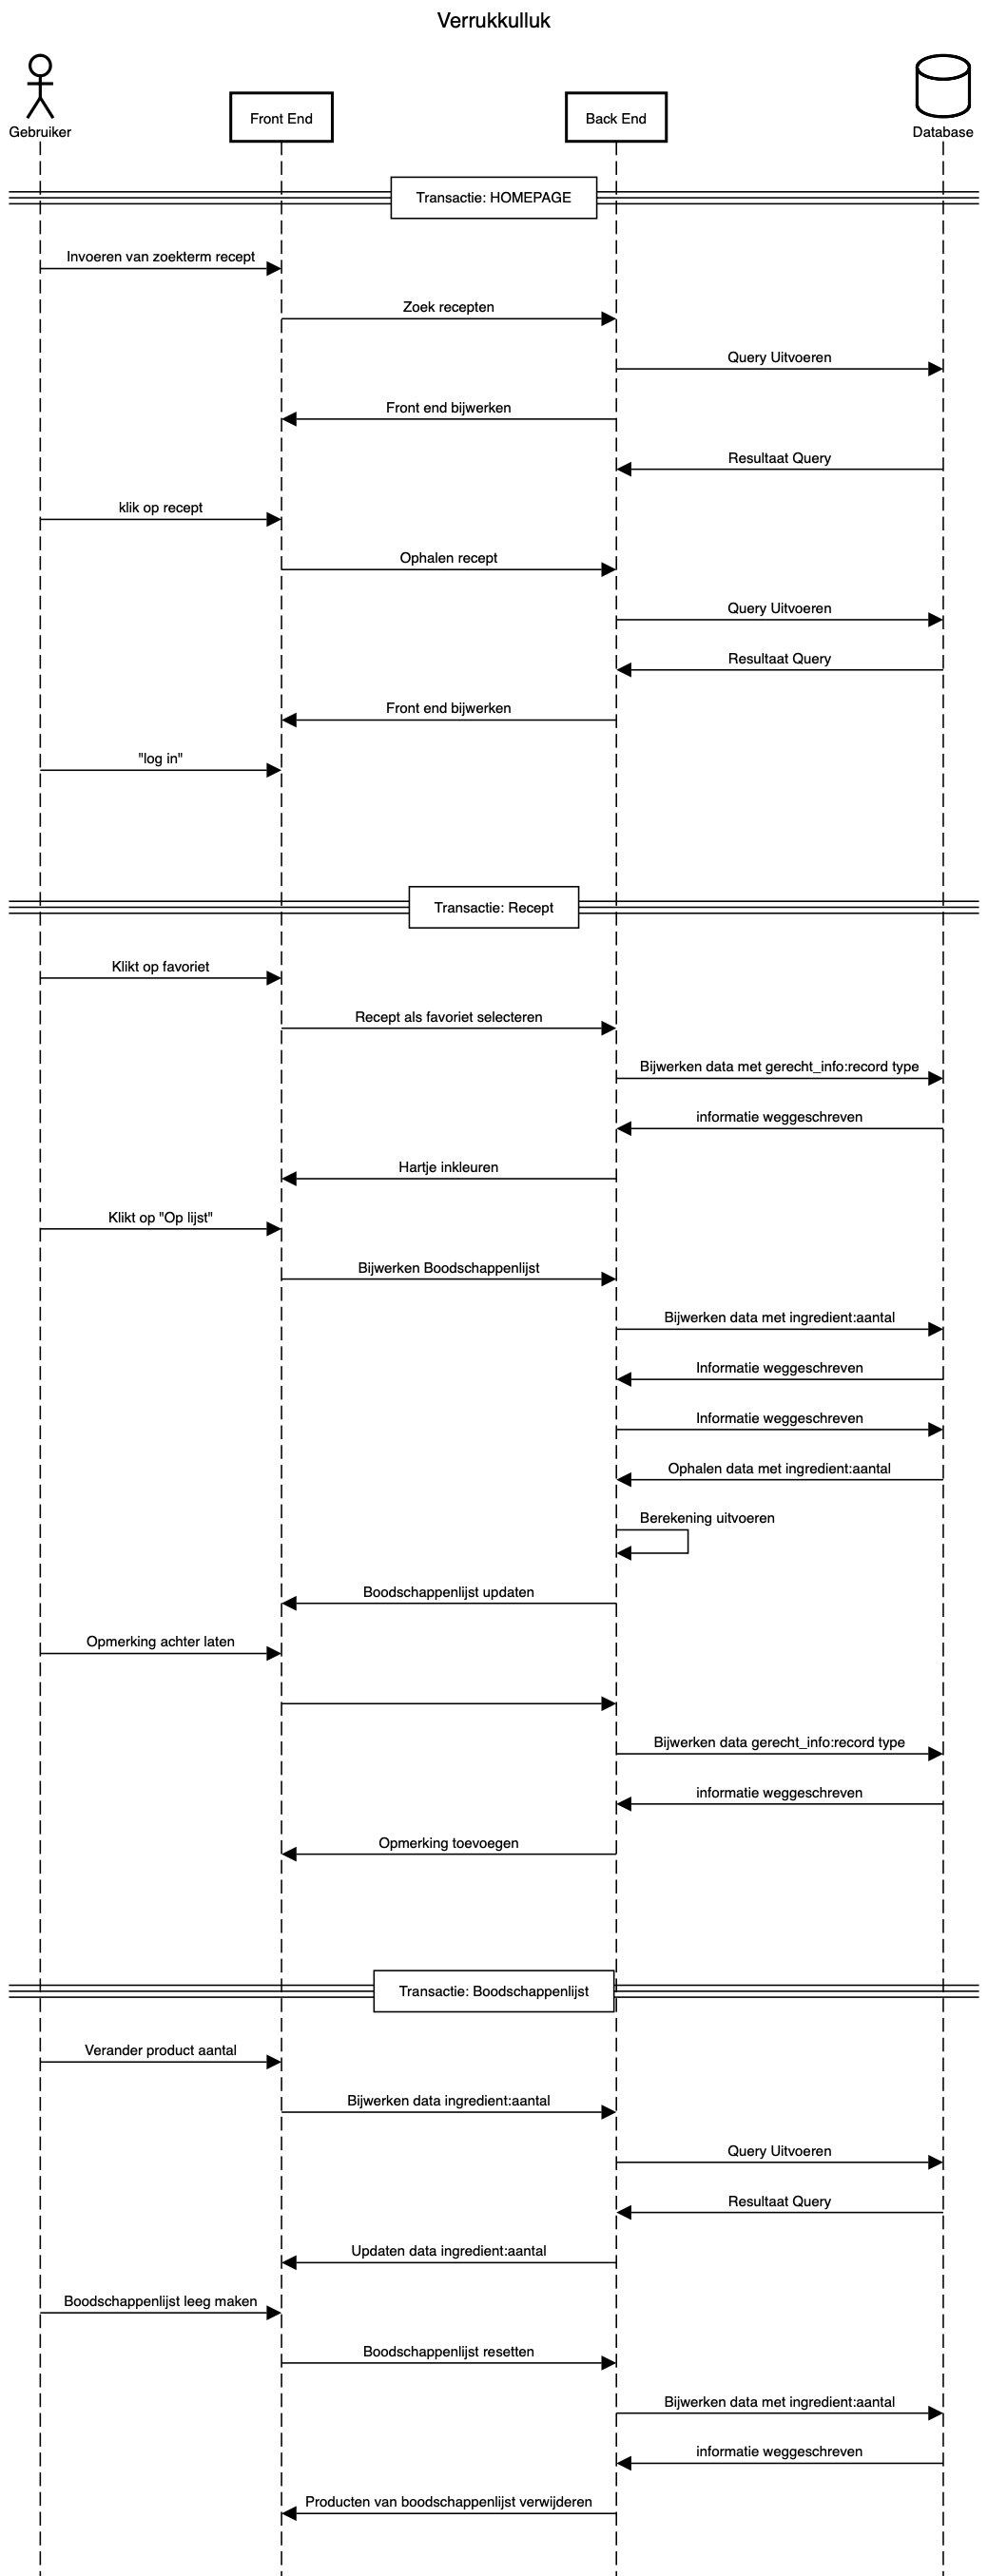 Verrukkulluk
Gebruiker
Front End
Back End
Database
Transactie: HOMEPAGE
Invoeren van zoekterm recept
Zoek recepten
Query Uitvoeren
Front end bijwerken
Resultaat Query
klik op recept
Ophalen recept
Query Uitvoeren
Resultaat Query
Front end bijwerken
"log in"
Transactie: Recept
Klikt op favoriet
Recept als favoriet selecteren
Bijwerken data met gerecht_info:record type
informatie weggeschreven
Hartje inkleuren
Klikt op "Op lijst"
Bijwerken Boodschappenlijst
Bijwerken data met ingredient:aantal
Informatie weggeschreven
Informatie weggeschreven
Ophalen data met ingredient:aantal
Berekening uitvoeren
Boodschappenlijst updaten
Opmerking achter laten
Bijwerken data gerecht_info:record type
informatie weggeschreven
Opmerking toevoegen
Transactie: Boodschappenlijst
Verander product aantal
Bijwerken data ingredient:aantal
Query Uitvoeren
Resultaat Query
Updaten data ingredient:aantal
Boodschappenlijst leeg maken
Boodschappenlijst resetten
Bijwerken data met ingredient:aantal
informatie weggeschreven
Producten van boodschappenlijst verwijderen